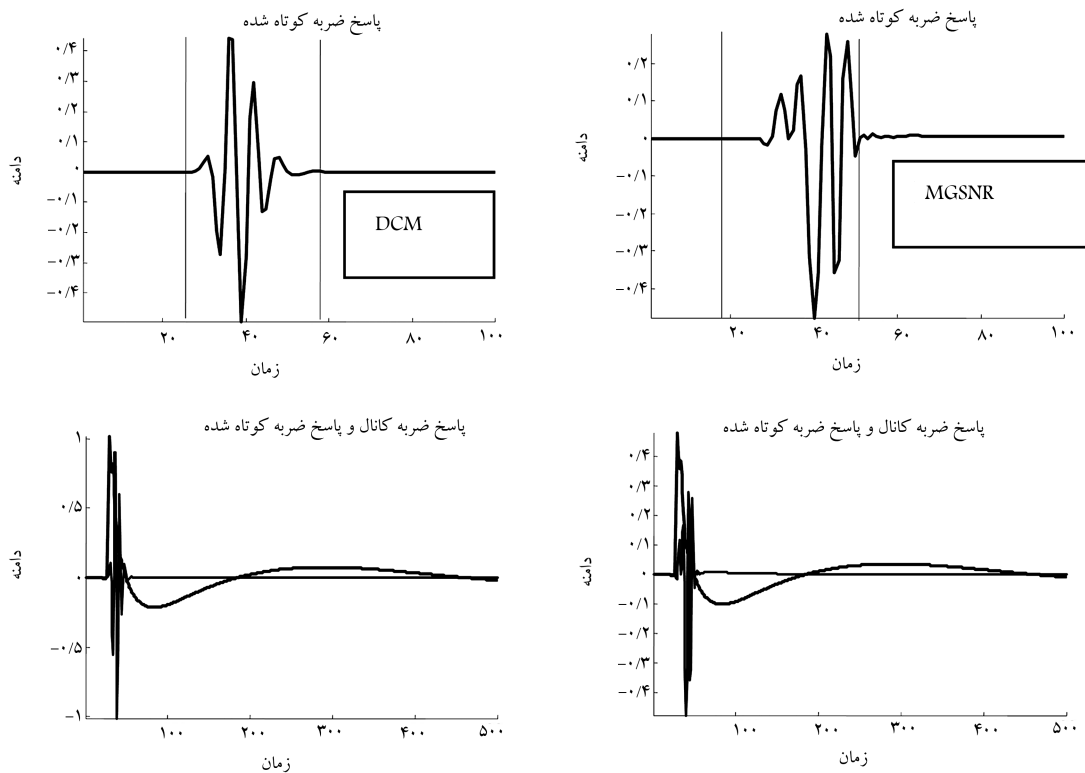 پاسخ ضربه کوتاه شده
۰/۴
۰/۳
۰/۲
۰/۱
۰
-۰/۱
-۰/۲
-۰/۳
-۰/۴
دامنه
DCM
۲۰ ۴۰ ۶۰ ۸۰ ۱۰۰
زمان
پاسخ ضربه کوتاه شده
۰/۲
۰/۱
۰
-۰/۱
-۰/۲
-۰/۳
-۰/۴
دامنه
MGSNR
۲۰ ۴۰ ۶۰ ۸۰ ۱۰۰
زمان
پاسخ ضربه کانال و پاسخ ضربه کوتاه شده
۱
۰/۵
۰
-۰/۵
-۱
دامنه
۱۰۰ ۲۰۰ ۳۰۰ ۴۰۰ ۵۰۰
زمان
پاسخ ضربه کانال و پاسخ ضربه کوتاه شده
۰/۴
۰/۳
۰/۲
۰/۱
۰
-۰/۱
-۰/۲
-۰/۳
-۰/۴
دامنه
۱۰۰ ۲۰۰ ۳۰۰ ۴۰۰ ۵۰۰
زمان